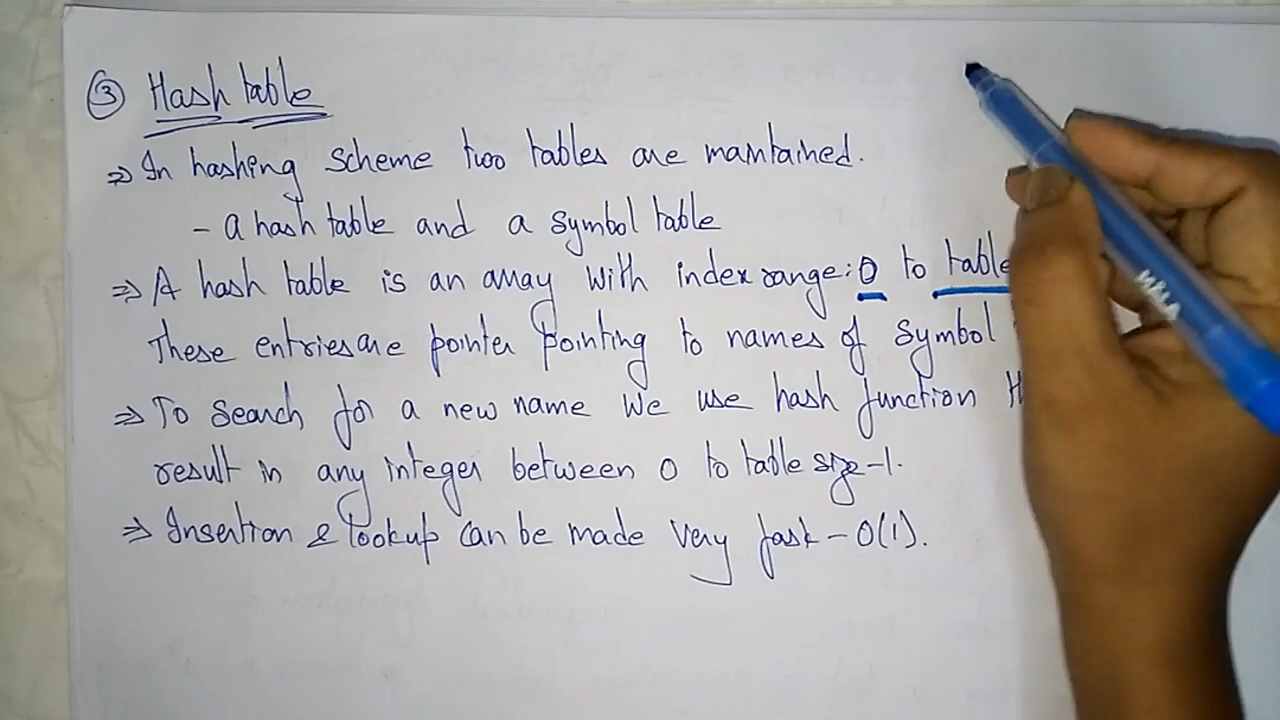 ③ Hash table
⇒ In hashing scheme two tables are maintained.
- a hash table and a symbol table
⇒ A hash table is an array with index range: 0 to table
These entries are pointer pointing to names of symbol
⇒ To search for a new name we use hash function
result in any integer between 0 to table size-1.
⇒ Insertion & lookup can be made very fast - O(1).